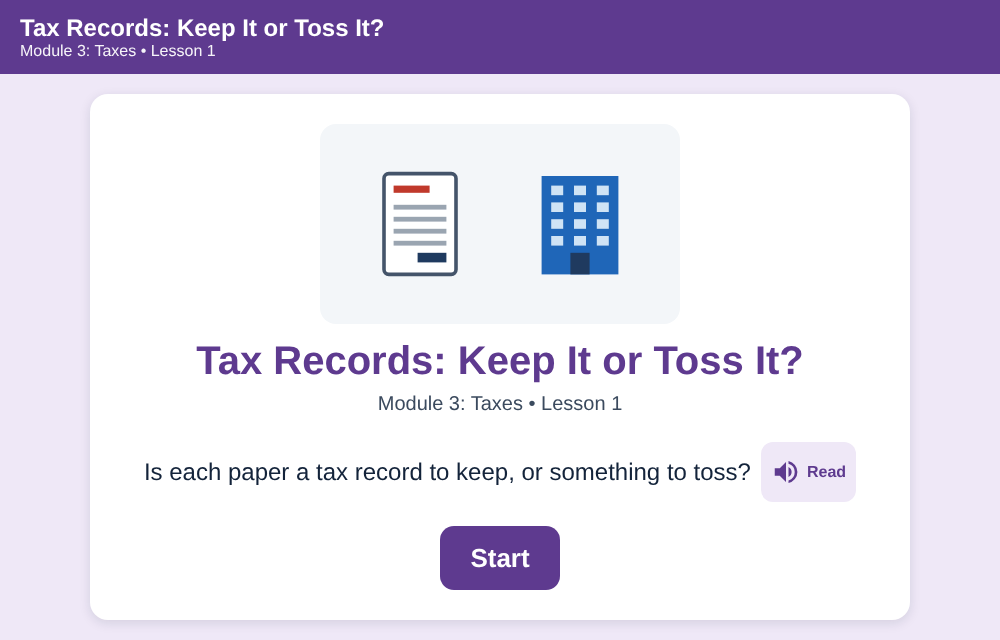 Tax Records: Keep It or Toss It?
Module 3: Taxes • Lesson 1
Tax Records: Keep It or Toss It?
Module 3: Taxes • Lesson 1
Is each paper a tax record to keep, or something to toss?
Read
Start